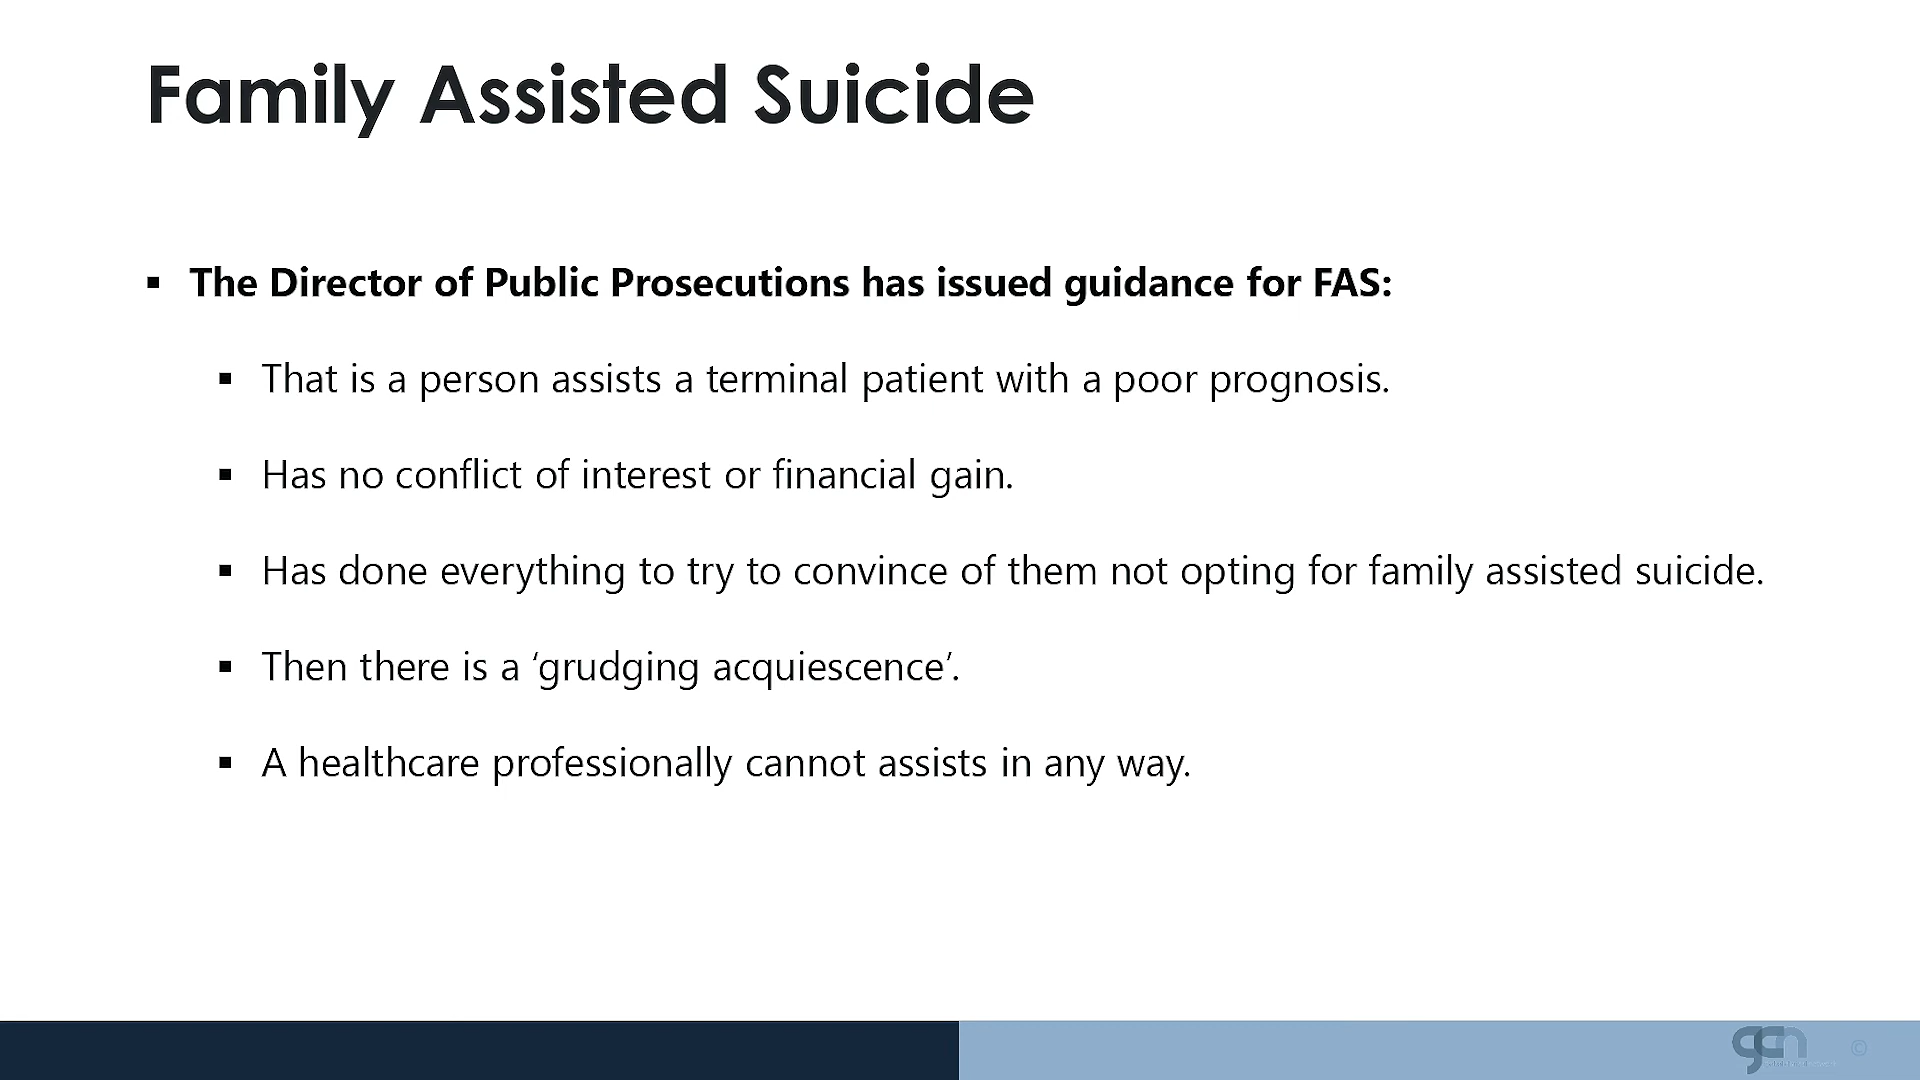 Family Assisted Suicide
▪ The Director of Public Prosecutions has issued guidance for FAS:
▪ That is a person assists a terminal patient with a poor prognosis.
▪ Has no conflict of interest or financial gain.
▪ Has done everything to try to convince of them not opting for family assisted suicide.
▪ Then there is a ‘grudging acquiescence’.
▪ A healthcare professionally cannot assists in any way.
gcn
©